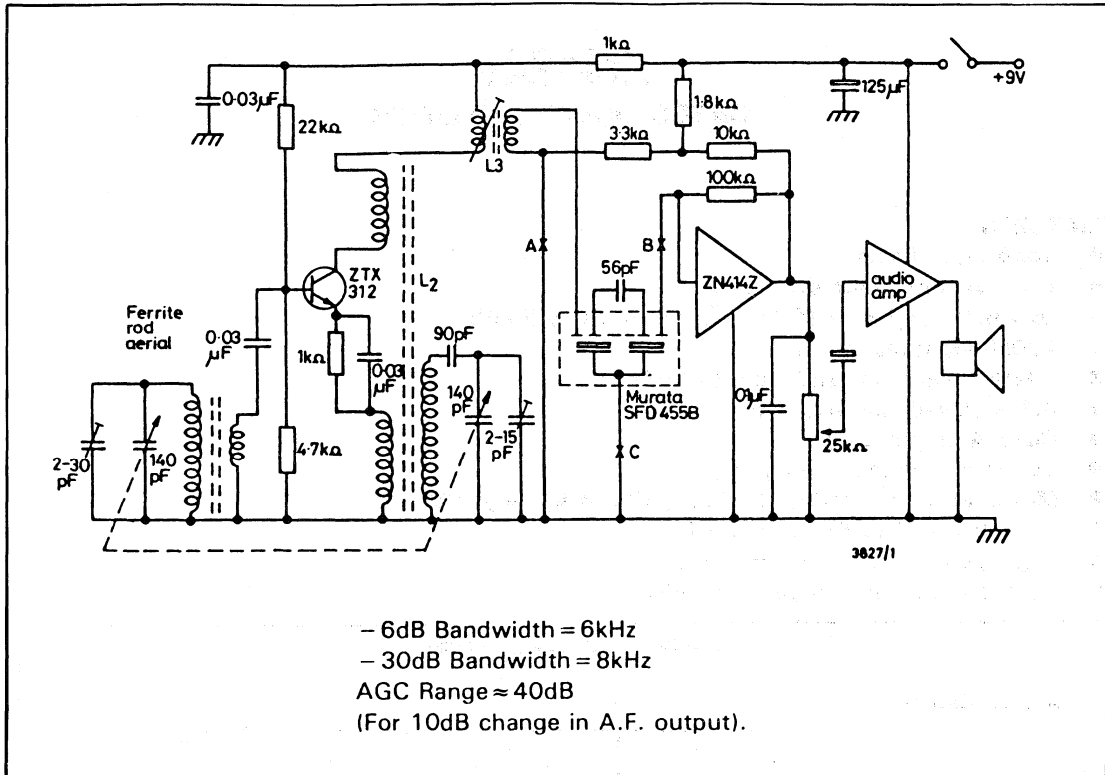 1kΩ
+9V
0·03μF
125μF
22kΩ
1·8kΩ
3·3kΩ
10kΩ
L3
100kΩ
A
B
ZTX
312
L2
56pF
ZN414Z
audio
amp
Ferrite
rod
aerial
0·03
μF
1kΩ
0·03
μF
90pF
140
pF
2-15
pF
Murata
SFD 455B
C
01μF
25kΩ
2-30
pF
140
pF
4·7kΩ
3827/1
– 6dB Bandwidth = 6kHz
– 30dB Bandwidth = 8kHz
AGC Range ≈ 40dB
(For 10dB change in A.F. output).